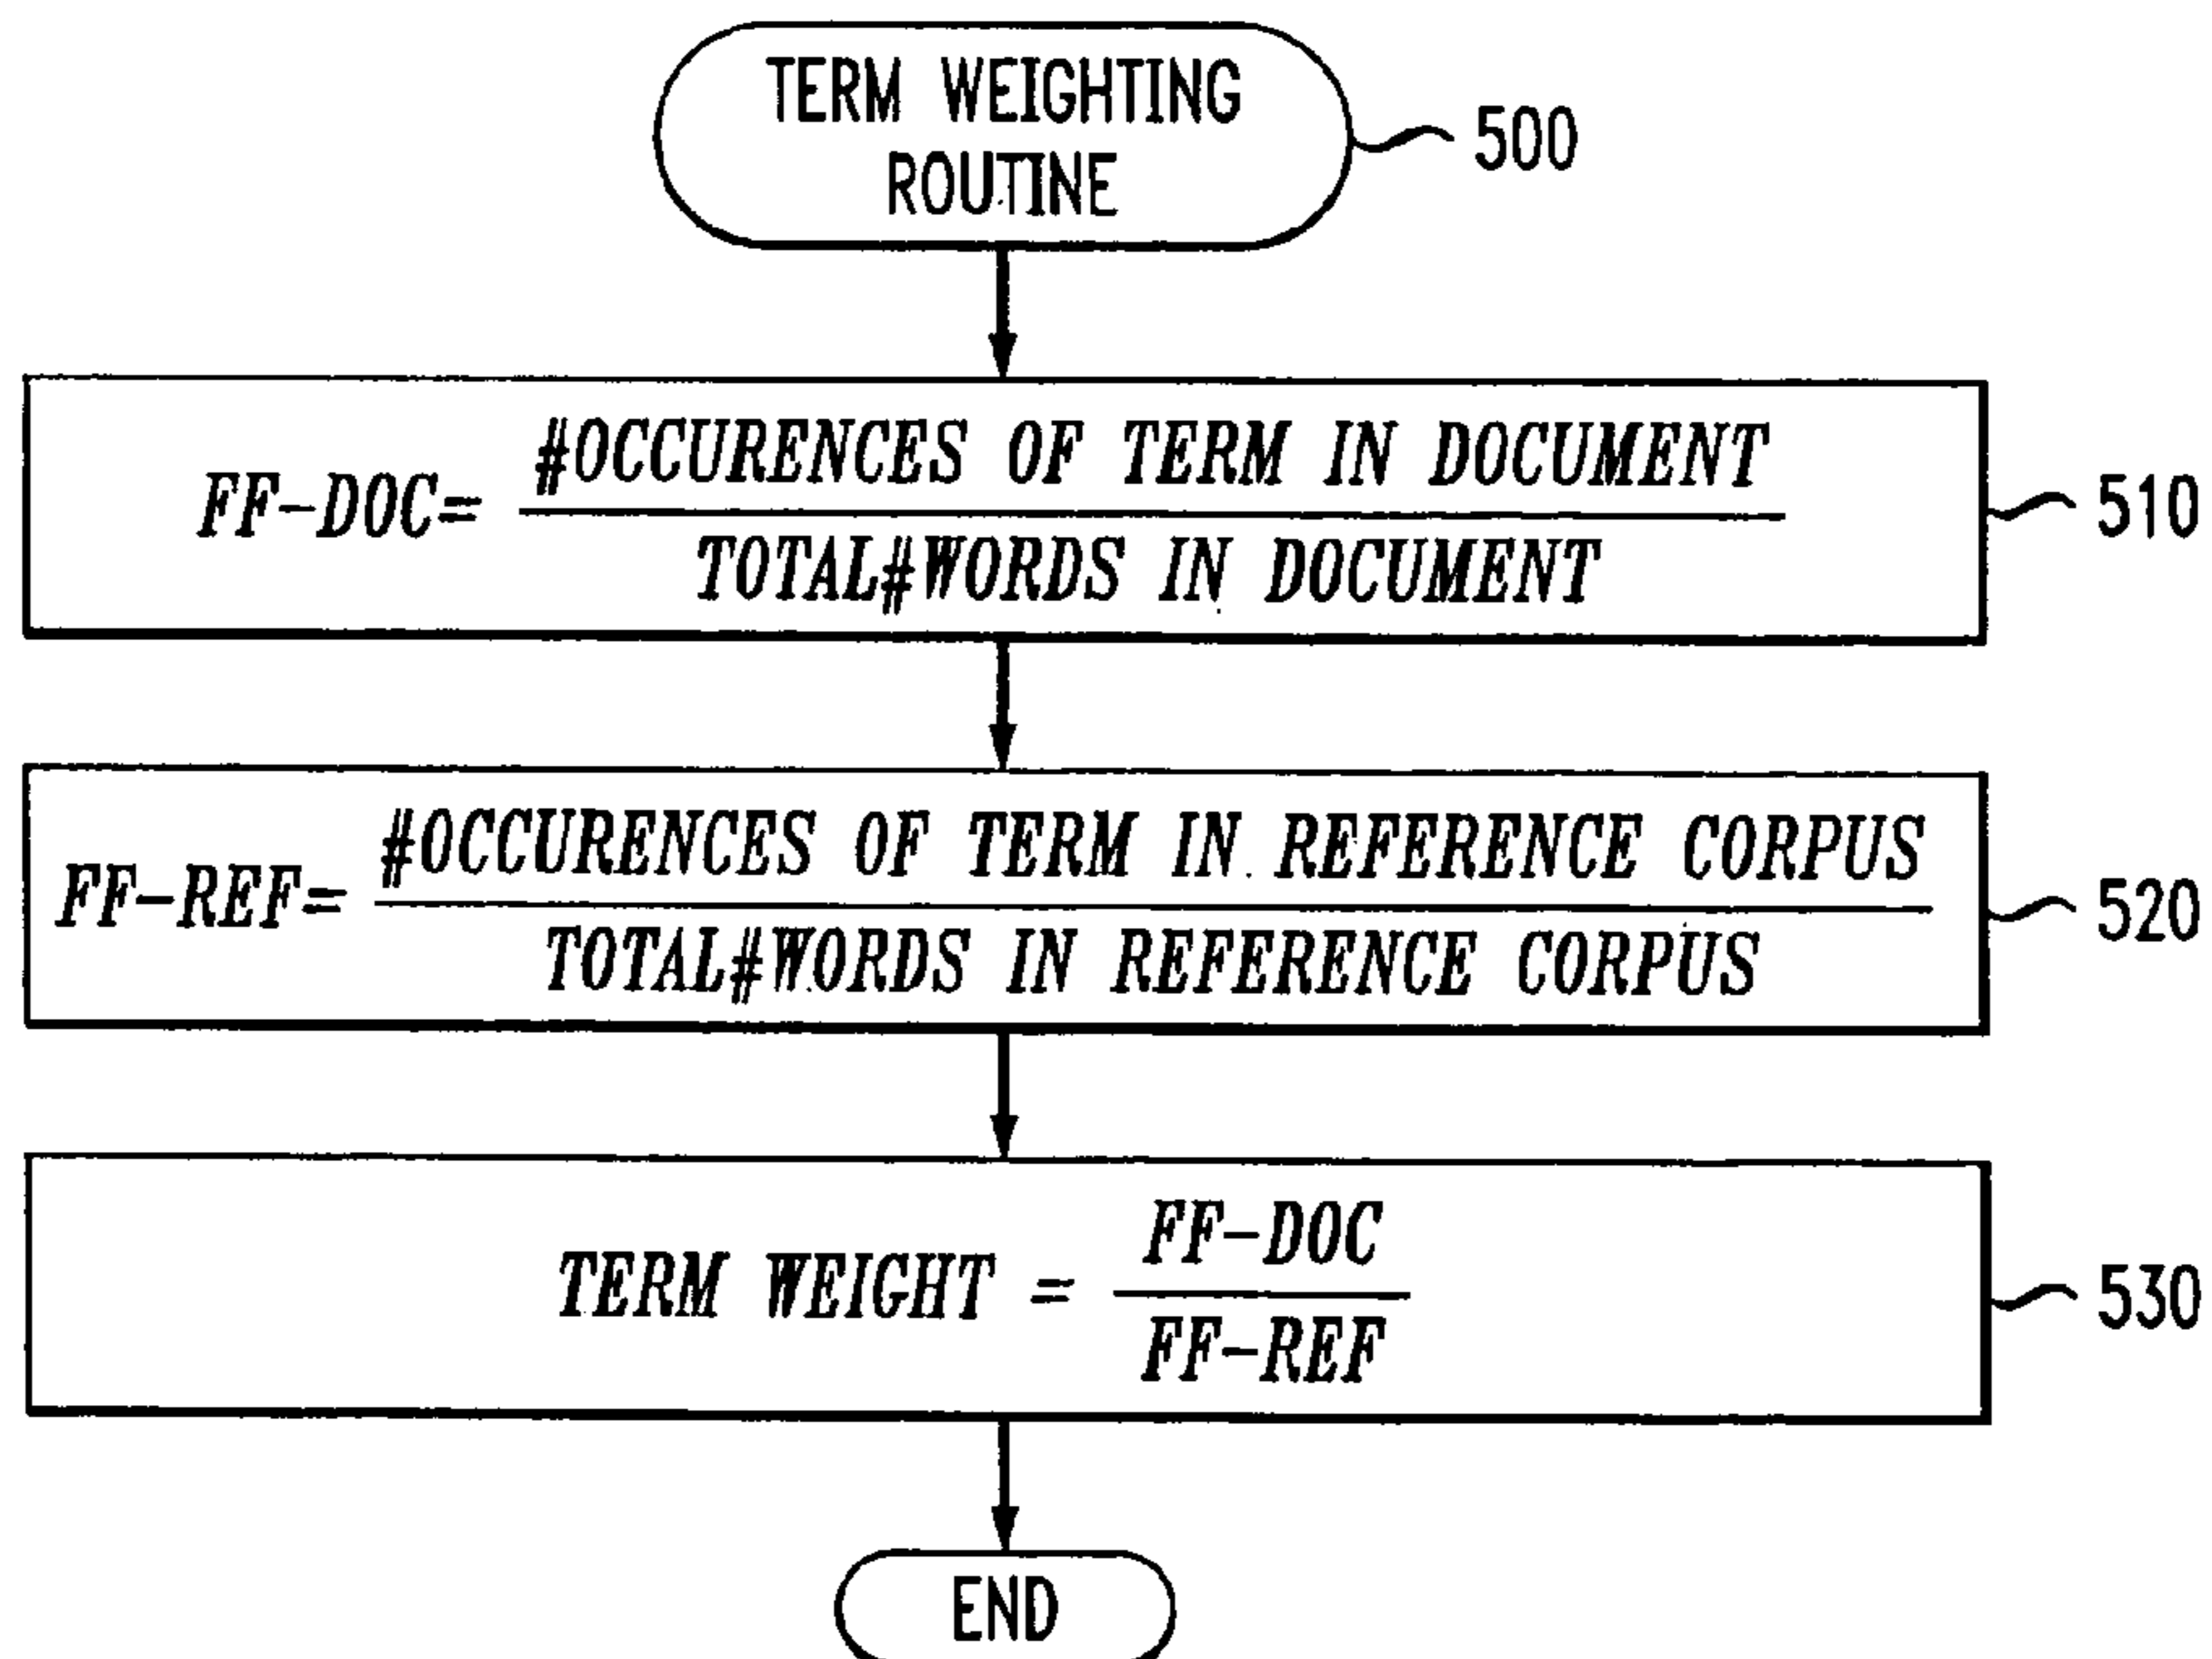 TERM WEIGHTING
ROUTINE
500
#OCCURENCES OF TERM IN DOCUMENT
FF-DOC=
TOTAL#WORDS IN DOCUMENT
510
#OCCURENCES OF TERM IN REFERENCE CORPUS
FF-REF=
TOTAL#WORDS IN REFERENCE CORPUS
520
FF-DOC
TERM WEIGHT =
FF-REF
530
END